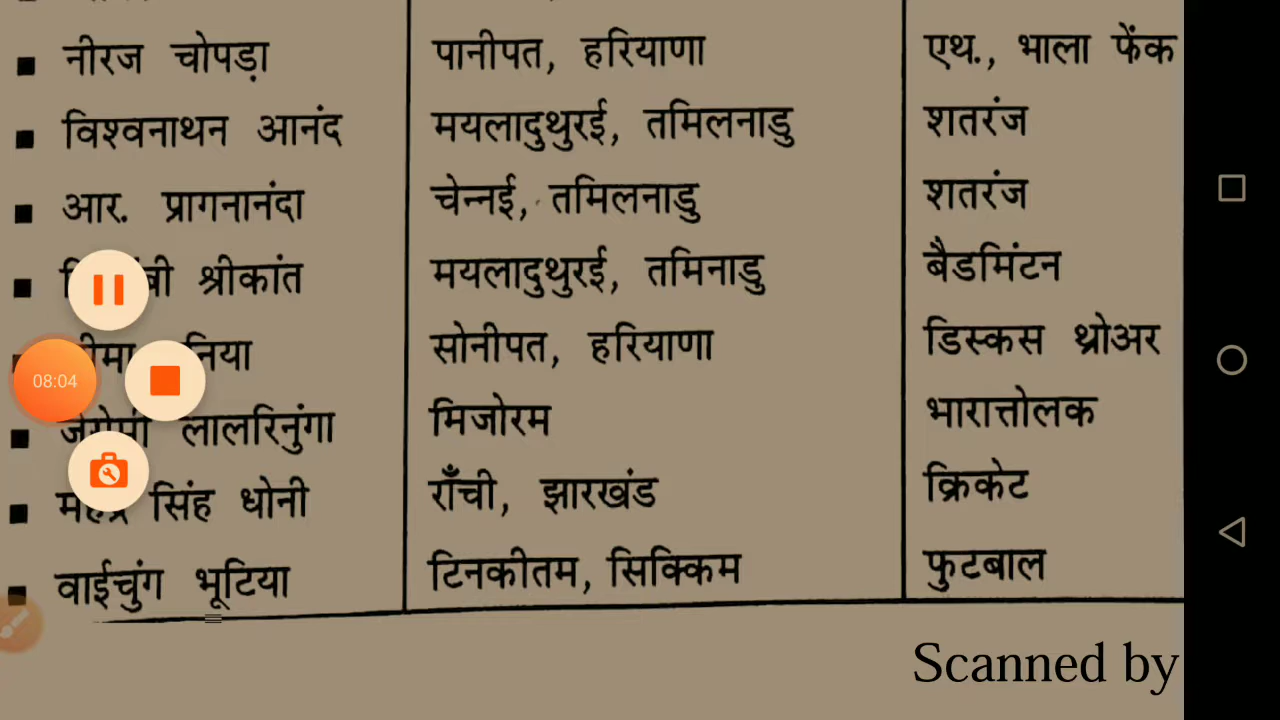 नीरज चोपड़ा पानीपत, हरियाणा एथ., भाला फेंक
विश्वनाथन आनंद मयलादुथुरई, तमिलनाडु शतरंज
आर. प्रागनानंदा चेन्नई, तमिलनाडु शतरंज
श्रीकांत मयलादुथुरई, तमिनाडु बैडमिंटन
सोनीपत, हरियाणा डिस्कस थ्रोअर
लालरिनुंगा मिजोरम भारात्तोलक
सिंह धोनी राँची, झारखंड क्रिकेट
वाईचुंग भूटिया टिनकीतम, सिक्किम फुटबाल
08:04
Scanned by